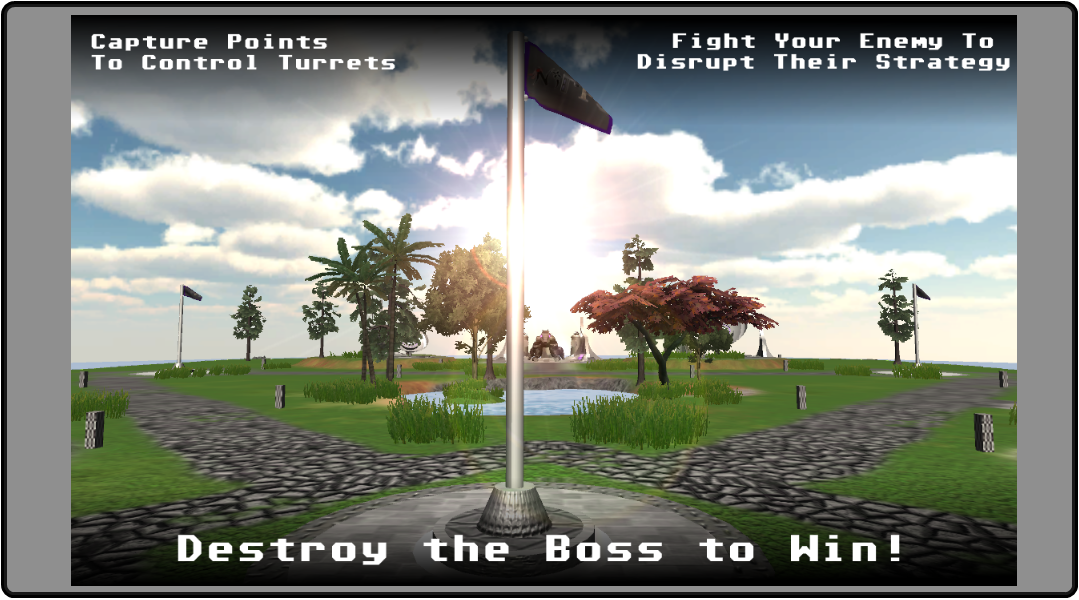 Capture Points
To Control Turrets
Fight Your Enemy To
Disrupt Their Strategy
Destroy the Boss to Win!